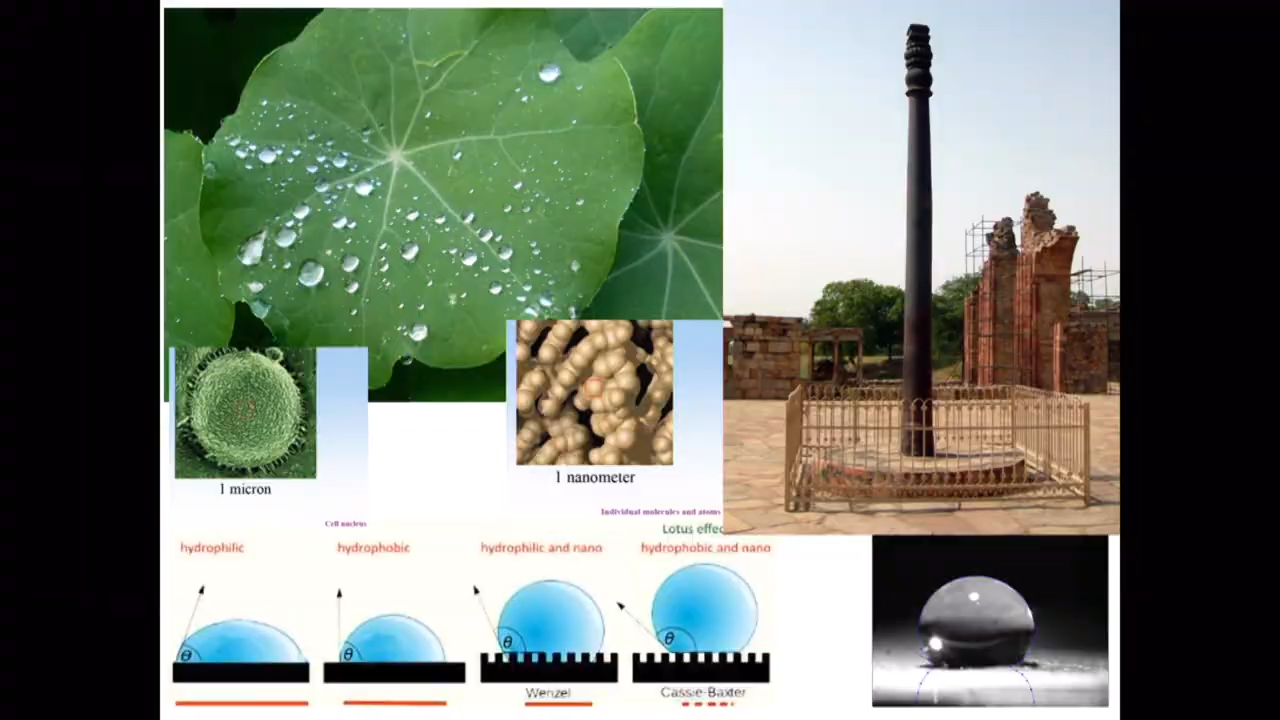 1 micron
1 nanometer
Cell nucleus
Individual molecules and atoms
Lotus effec
hydrophilic
hydrophobic
hydrophilic and nano
hydrophobic and nano
θ
θ
θ
θ
Wenzel
Cassie-Baxter